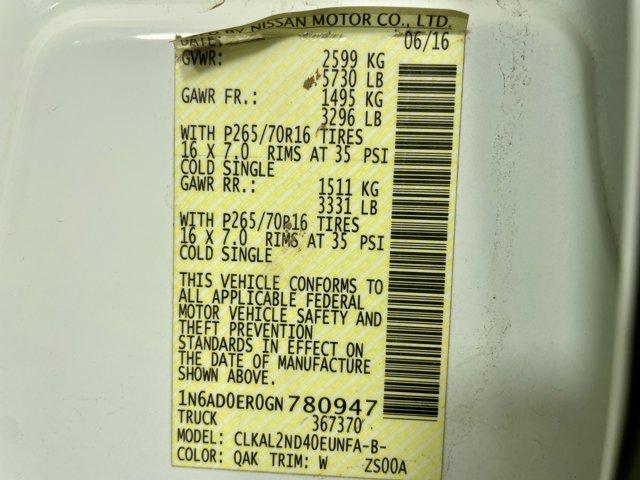 BY NISSAN MOTOR CO., LTD.
DATE: 06/16
GVWR: 2599 KG
5730 LB
GAWR FR.: 1495 KG
3296 LB
WITH P265/70R16 TIRES
16 X 7.0 RIMS AT 35 PSI
COLD SINGLE
GAWR RR.: 1511 KG
3331 LB
WITH P265/70R16 TIRES
16 X 7.0 RIMS AT 35 PSI
COLD SINGLE
THIS VEHICLE CONFORMS TO
ALL APPLICABLE FEDERAL
MOTOR VEHICLE SAFETY AND
THEFT PREVENTION
STANDARDS IN EFFECT ON
THE DATE OF MANUFACTURE
SHOWN ABOVE.
1N6AD0ER0GN780947
TRUCK 367370
MODEL: CLKAL2ND40EUNFA-B-
COLOR: QAK TRIM: W ZS00A